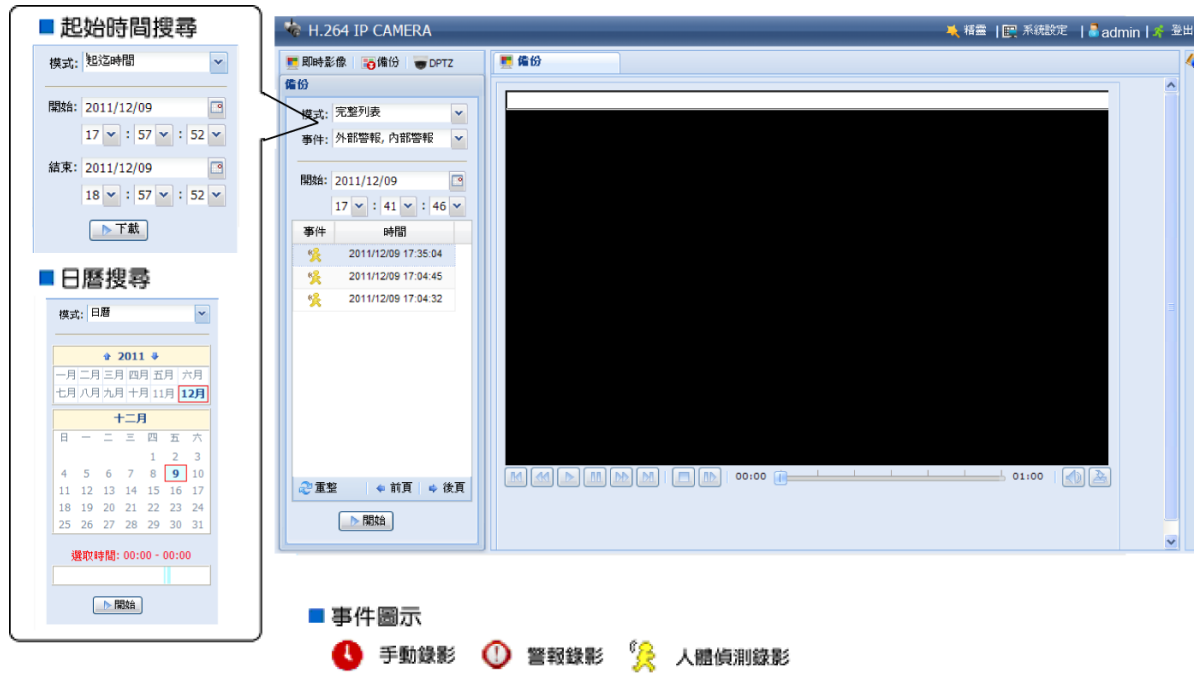 起始時間搜尋
模式: 起迄時間
開始: 2011/12/09
17 : 57 : 52
結束: 2011/12/09
18 : 57 : 52
下載
日曆搜尋
模式: 日曆
2011
一月 二月 三月 四月 五月 六月
七月 八月 九月 十月 11月 12月
十二月
日 一 二 三 四 五 六
1 2 3
4 5 6 7 8 9 10
11 12 13 14 15 16 17
18 19 20 21 22 23 24
25 26 27 28 29 30 31
選取時間: 00:00 - 00:00
開始
H.264 IP CAMERA
精靈 | 系統設定 | admin | 登出
即時影像 備份 DPTZ
備份
模式: 完整列表
事件: 外部警報, 內部警報
開始: 2011/12/09
17 : 41 : 46
事件 時間
2011/12/09 17:35:04
2011/12/09 17:04:45
2011/12/09 17:04:32
重整 前頁 後頁
開始
備份
00:00 01:00
事件圖示
手動錄影 警報錄影 人體偵測錄影